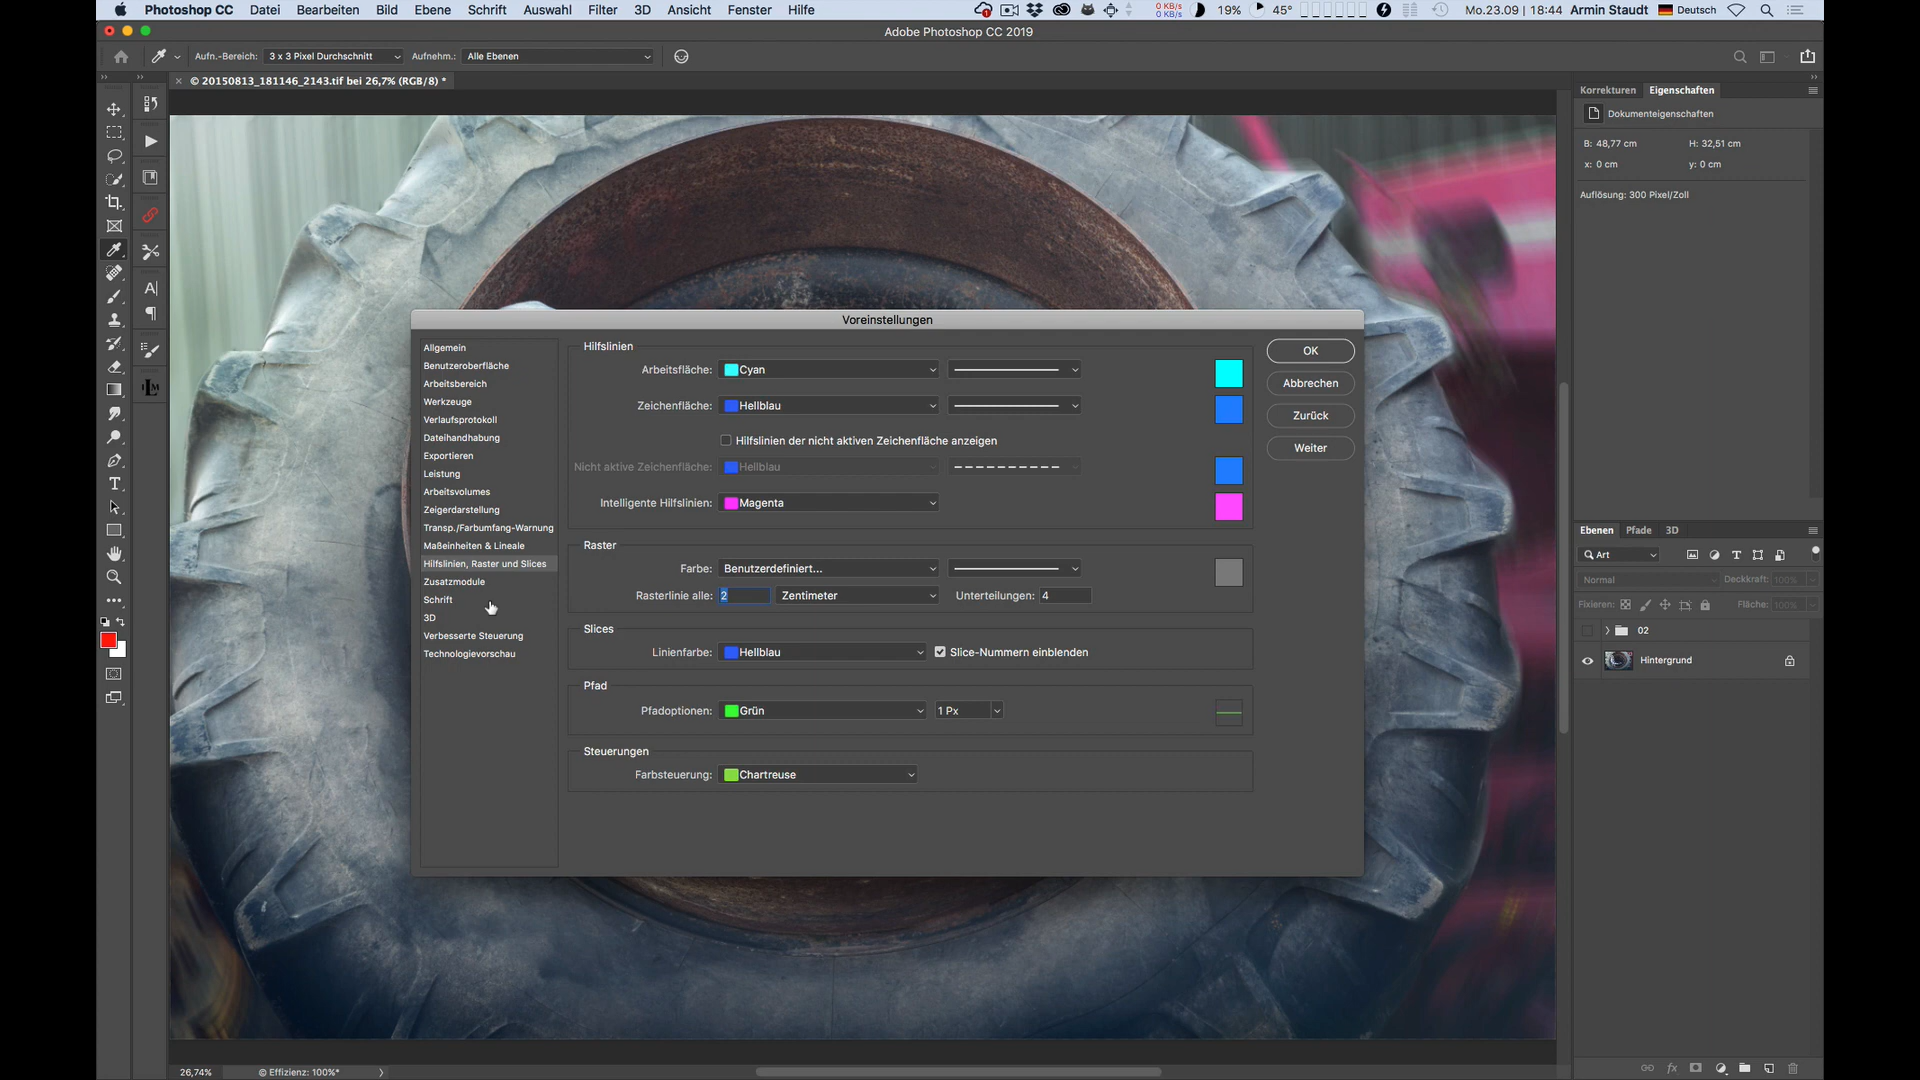 Photoshop CC Datei Bearbeiten Bild Ebene Schrift Auswahl Filter 3D Ansicht Fenster Hilfe 0 KB/s 0 KB/s 19% 45° Mo.23.09 | 18:44 Armin Staudt Deutsch
Adobe Photoshop CC 2019
Aufn.-Bereich: 3 x 3 Pixel Durchschnitt Aufnehm.: Alle Ebenen
© 20150813_181146_2143.tif bei 26,7% (RGB/8) *
Korrekturen Eigenschaften
Dokumenteigenschaften
B: 48,77 cm H: 32,51 cm
x: 0 cm y: 0 cm
Auflösung: 300 Pixel/Zoll
Voreinstellungen
Allgemein
Benutzeroberfläche
Arbeitsbereich
Werkzeuge
Verlaufsprotokoll
Dateihandhabung
Exportieren
Leistung
Arbeitsvolumes
Zeigerdarstellung
Transp./Farbumfang-Warnung
Maßeinheiten & Lineale
Hilfslinien, Raster und Slices
Zusatzmodule
Schrift
3D
Verbesserte Steuerung
Technologievorschau
Hilfslinien
Arbeitsfläche: Cyan
Zeichenfläche: Hellblau
Hilfslinien der nicht aktiven Zeichenfläche anzeigen
Nicht aktive Zeichenfläche: Hellblau
Intelligente Hilfslinien: Magenta
Raster
Farbe: Benutzerdefiniert...
Rasterlinie alle: 2 Zentimeter Unterteilungen: 4
Slices
Linienfarbe: Hellblau Slice-Nummern einblenden
Pfad
Pfadoptionen: Grün 1 Px
Steuerungen
Farbsteuerung: Chartreuse
OK
Abbrechen
Zurück
Weiter
Ebenen Pfade 3D
Art
Normal Deckkraft: 100%
Fixieren: Fläche: 100%
02
Hintergrund
26,74% © Effizienz: 100%*